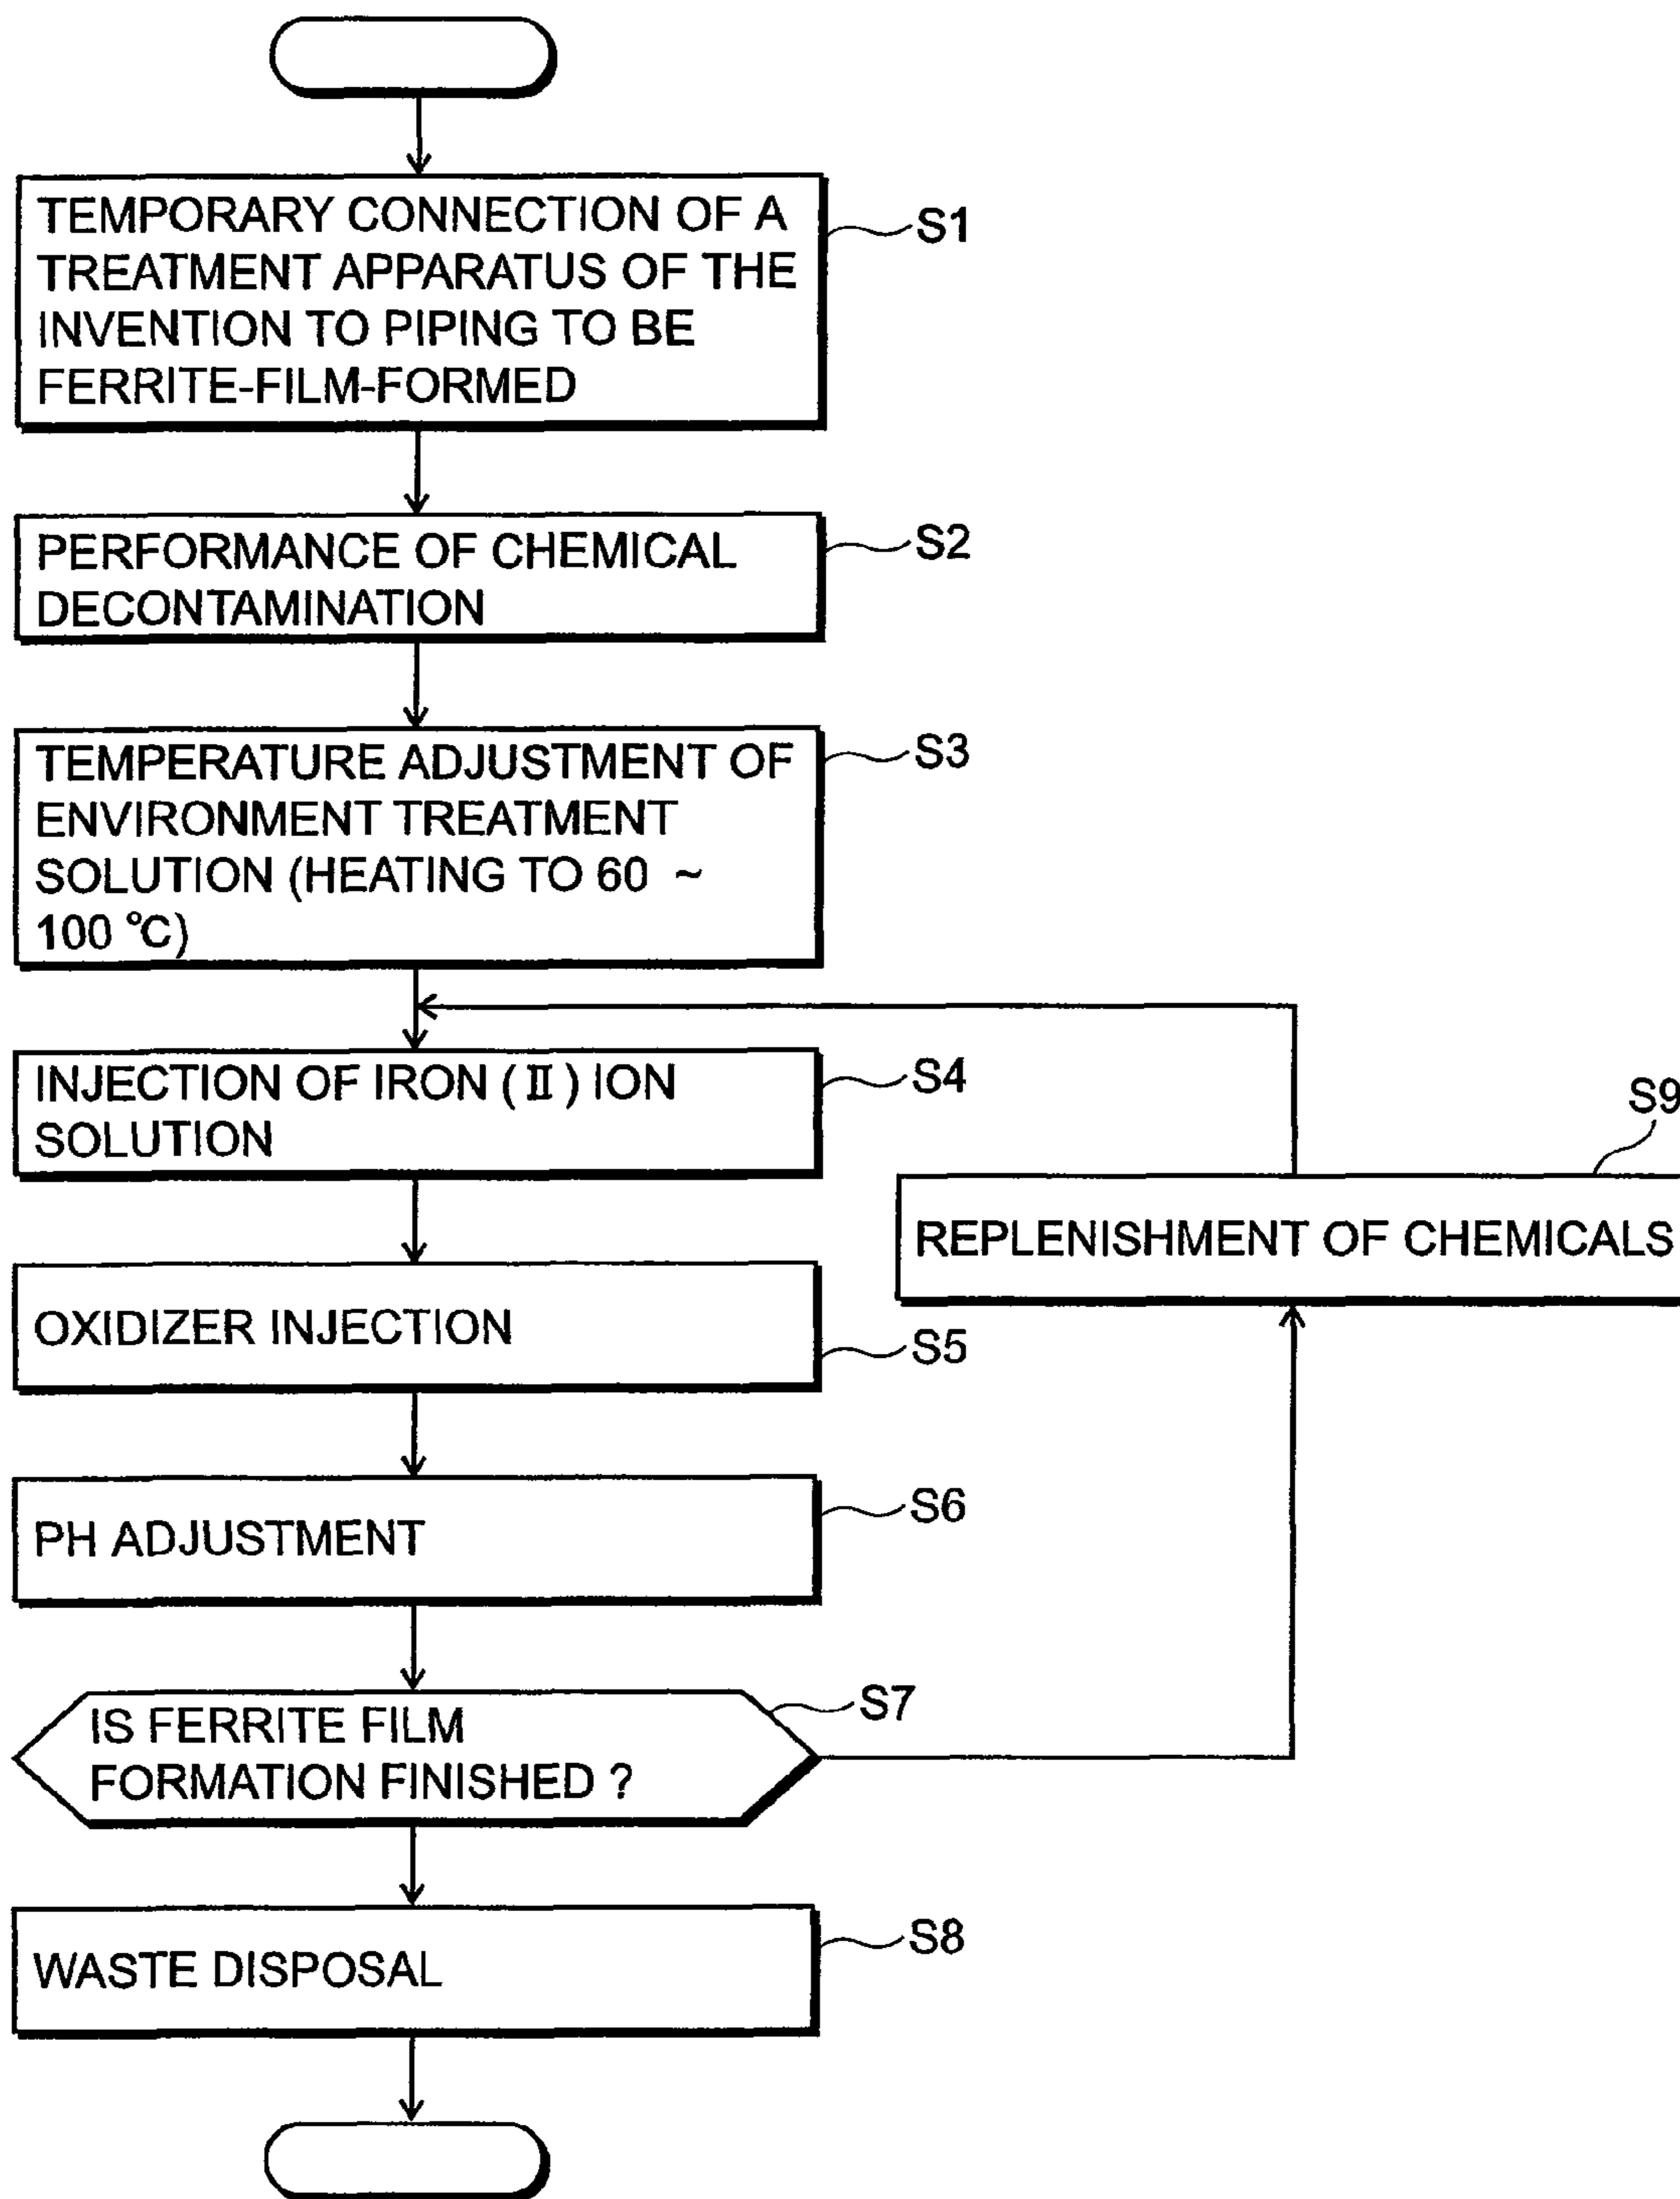 TEMPORARY CONNECTION OF A
TREATMENT APPARATUS OF THE
INVENTION TO PIPING TO BE
FERRITE-FILM-FORMED
S1
PERFORMANCE OF CHEMICAL
DECONTAMINATION
S2
TEMPERATURE ADJUSTMENT OF
ENVIRONMENT TREATMENT
SOLUTION (HEATING TO 60 ~
100 ℃)
S3
INJECTION OF IRON (Ⅱ) ION
SOLUTION
S4
S9
REPLENISHMENT OF CHEMICALS
OXIDIZER INJECTION
S5
PH ADJUSTMENT
S6
IS FERRITE FILM
FORMATION FINISHED ?
S7
WASTE DISPOSAL
S8